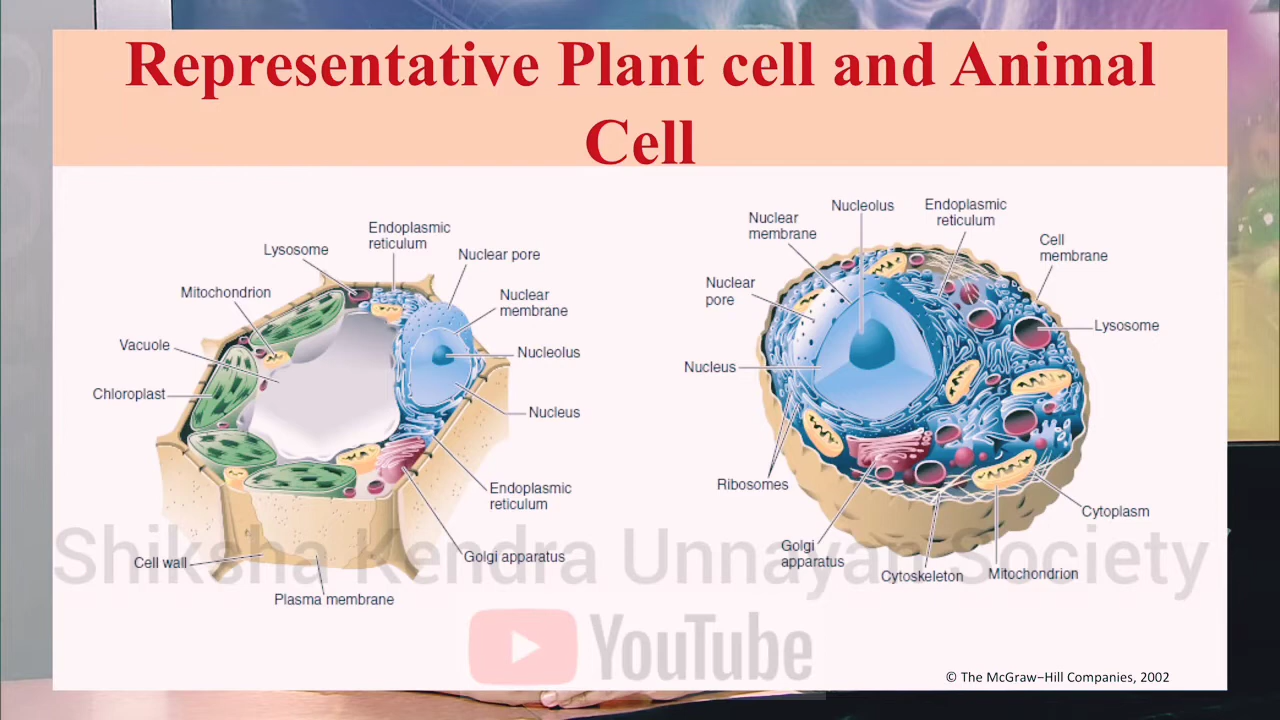 Representative Plant cell and Animal
Cell
Endoplasmic
reticulum
Lysosome
Nuclear pore
Mitochondrion
Nuclear
membrane
Vacuole
Nucleolus
Chloroplast
Nucleus
Endoplasmic
reticulum
Cell wall
Golgi apparatus
Plasma membrane
Nucleolus
Endoplasmic
reticulum
Nuclear
membrane
Cell
membrane
Nuclear
pore
Lysosome
Nucleus
Ribosomes
Cytoplasm
Golgi
apparatus
Cytoskeleton
Mitochondrion
Shiksha Kendra Unnayan Society
YouTube
© The McGraw–Hill Companies, 2002